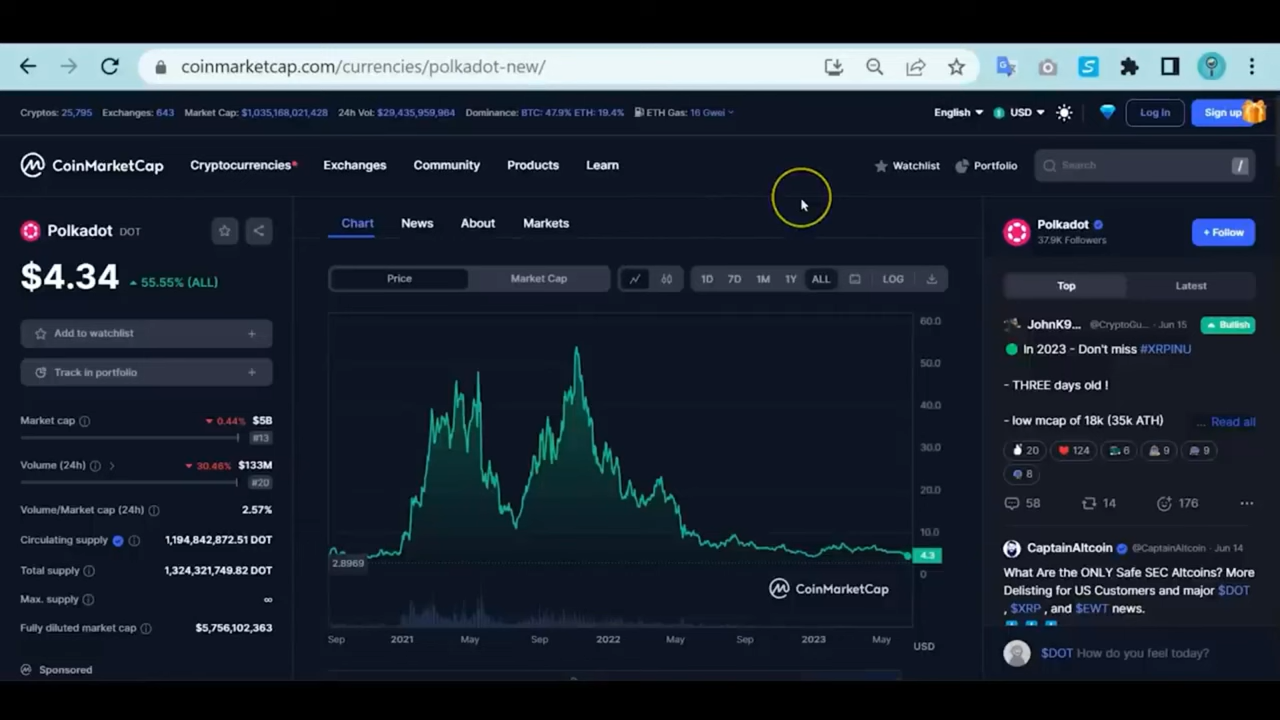 coinmarketcap.com/currencies/polkadot-new/
Cryptos: 25,795 Exchanges: 643 Market Cap: $1,035,168,021,428 24h Vol: $29,435,959,964 Dominance: BTC: 47.9% ETH: 19.4% ETH Gas: 16 Gwei English USD Log In Sign up
CoinMarketCap Cryptocurrencies Exchanges Community Products Learn Watchlist Portfolio Search /
Polkadot DOT
$4.34 55.55% (ALL)
Add to watchlist +
Track in portfolio +
Market cap 0.44% $5B
#13
Volume (24h) 30.46% $133M
#20
Volume/Market cap (24h) 2.57%
Circulating supply 1,194,842,872.51 DOT
Total supply 1,324,321,749.82 DOT
Max. supply ∞
Fully diluted market cap $5,756,102,363
Sponsored
Chart News About Markets
Price Market Cap 1D 7D 1M 1Y ALL LOG
60.0
50.0
40.0
30.0
20.0
10.0
4.3
2.8969
0
CoinMarketCap
Sep 2021 May Sep 2022 May Sep 2023 May
USD
Polkadot
37.9K Followers
+ Follow
Top Latest
JohnK9... @CryptoGu... · Jun 15 Bullish
In 2023 - Don't miss #XRPINU
- THREE days old !
- low mcap of 18k (35k ATH) ... Read all
20 124 6 9 9
8
58 14 176 ...
CaptainAltcoin @CaptainAltcoin · Jun 14
What Are the ONLY Safe SEC Altcoins? More
Delisting for US Customers and major $DOT
, $XRP , and $EWT news.
$DOT How do you feel today?